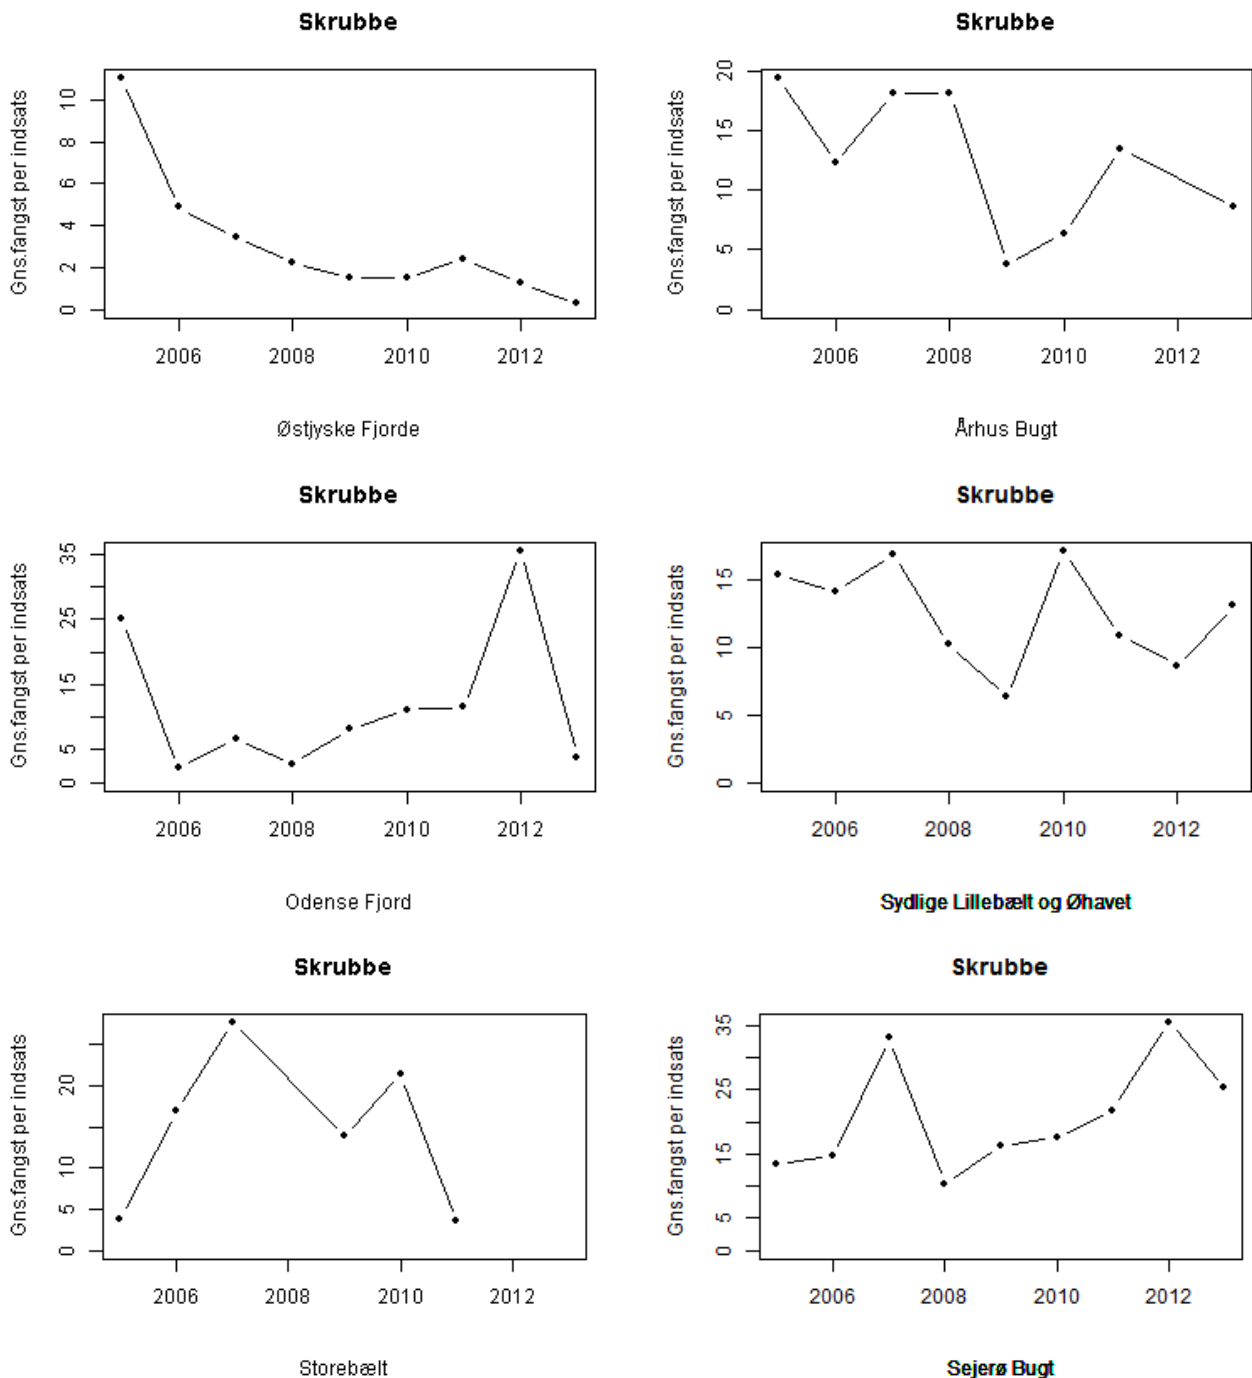 Skrubbe
Gns.fangst per indsats
0 2 4 6 8 10
2006 2008 2010 2012
Østjyske Fjorde
Skrubbe
Gns.fangst per indsats
0 5 10 15 20
2006 2008 2010 2012
Århus Bugt
Skrubbe
Gns.fangst per indsats
0 5 15 25 35
2006 2008 2010 2012
Odense Fjord
Skrubbe
Gns.fangst per indsats
0 5 10 15
2006 2008 2010 2012
Sydlige Lillebælt og Øhavet
Skrubbe
Gns.fangst per indsats
0 5 10 20
2006 2008 2010 2012
Storebælt
Skrubbe
Gns.fangst per indsats
0 5 15 25 35
2006 2008 2010 2012
Sejerø Bugt